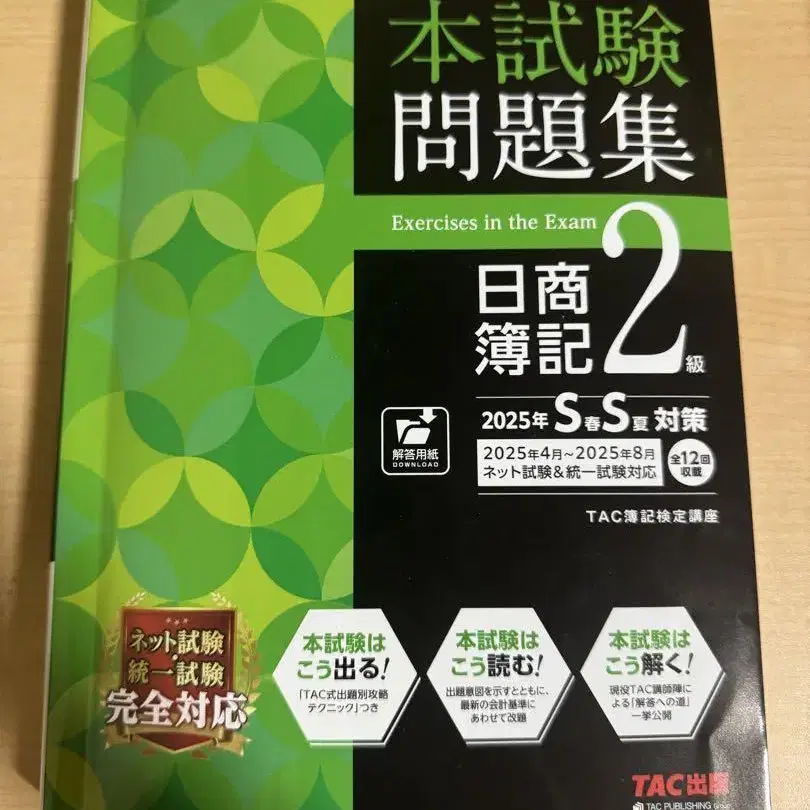 本試験
問題集
Exercises in the Exam
日商
簿記
2級
2025年 S春S夏 対策
2025年4月~2025年8月
ネット試験&統一試験対応
全12回
収載
解答用紙
DOWNLOAD
TAC簿記検定講座
ネット試験
統一試験
完全対応
本試験は
こう出る!
「TAC式出題別攻略
テクニック」つき
本試験は
こう読む!
出題意図を示すとともに、
最新の会計基準に
あわせて改題
本試験は
こう解く!
現役TAC講師陣に
よる「解答への道」
一挙公開
TAC出版
TAC PUBLISHING Group